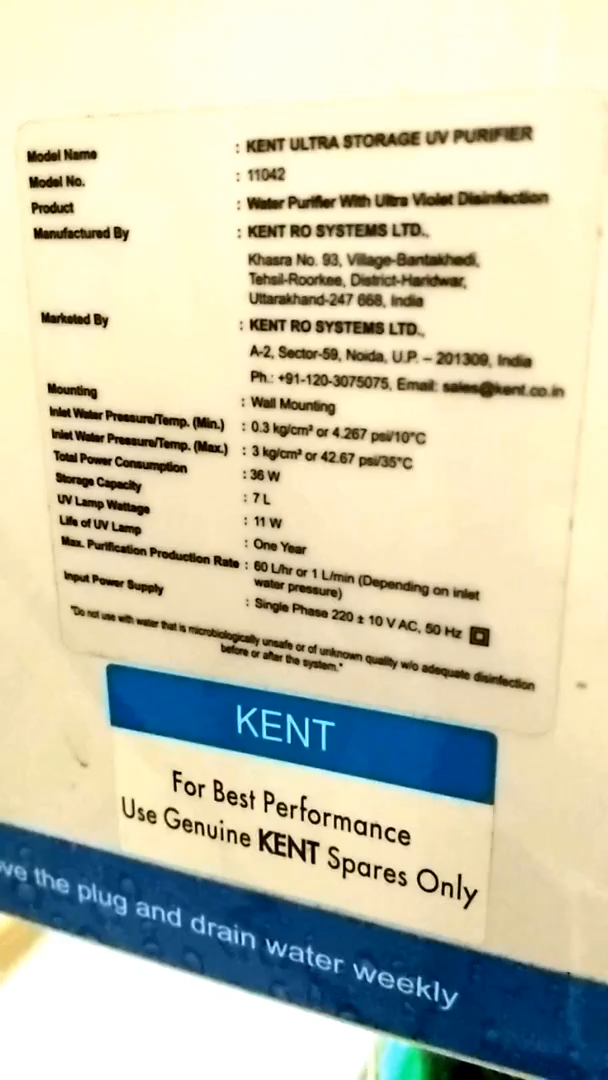 Model Name : KENT ULTRA STORAGE UV PURIFIER
Model No. : 11042
Product : Water Purifier With Ultra Violet Disinfection
Manufactured By : KENT RO SYSTEMS LTD.,
Khasra No. 93, Village-Bantakhedi,
Tehsil-Roorkee, District-Haridwar,
Uttarakhand-247 668, India
Marketed By : KENT RO SYSTEMS LTD.,
A-2, Sector-59, Noida, U.P. – 201309, India
Ph.: +91-120-3075075, Email: sales@kent.co.in
Mounting : Wall Mounting
Inlet Water Pressure/Temp. (Min.) : 0.3 kg/cm² or 4.267 psi/10°C
Inlet Water Pressure/Temp. (Max.) : 3 kg/cm² or 42.67 psi/35°C
Total Power Consumption : 36 W
Storage Capacity : 7 L
UV Lamp Wattage : 11 W
Life of UV Lamp : One Year
Max. Purification Production Rate : 60 L/hr or 1 L/min (Depending on inlet
water pressure)
Input Power Supply : Single Phase 220 ± 10 V AC, 50 Hz
"Do not use with water that is microbiologically unsafe or of unknown quality w/o adequate disinfection
before or after the system."
KENT
For Best Performance
Use Genuine KENT Spares Only
ve the plug and drain water weekly